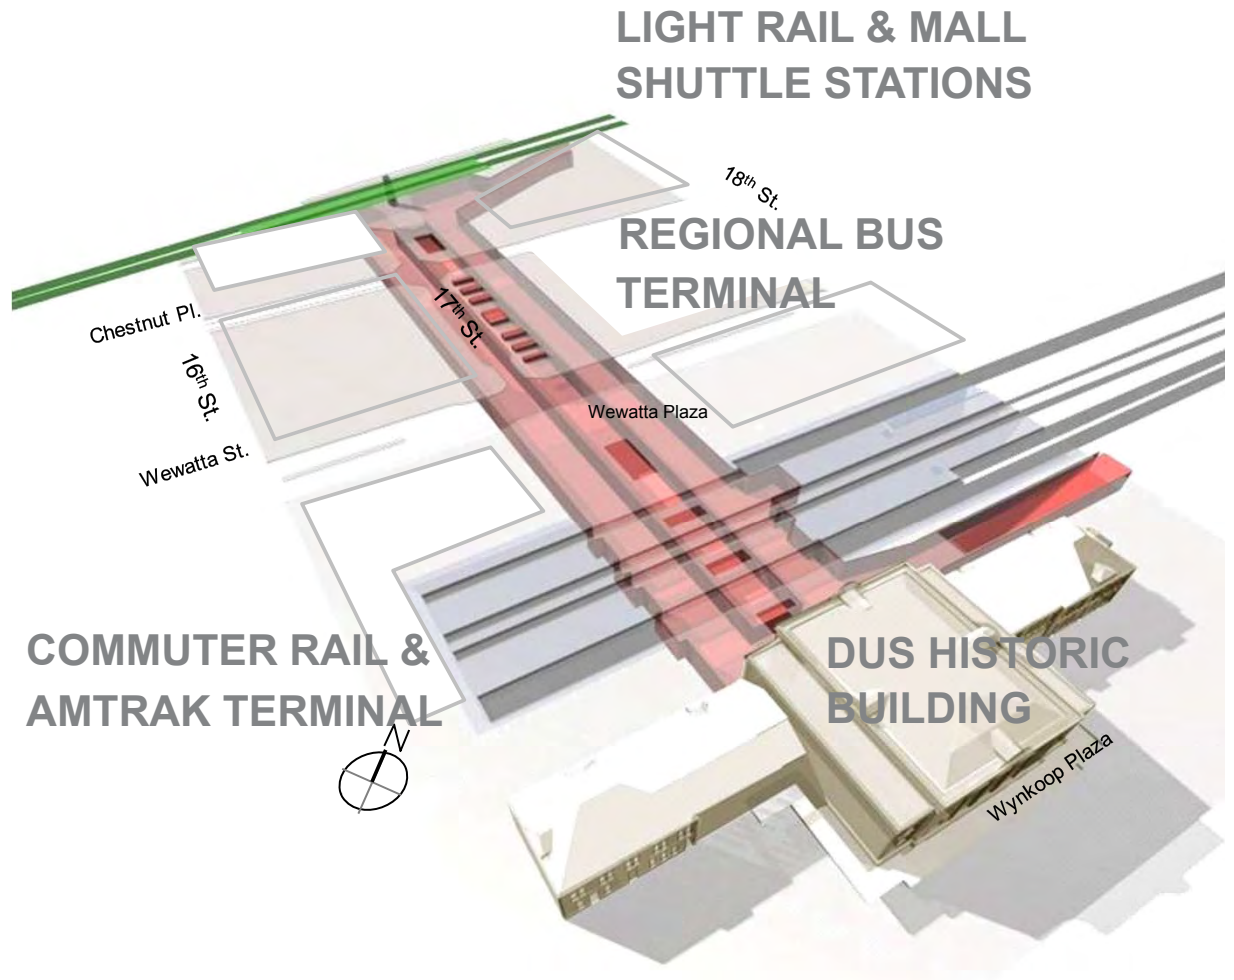 LIGHT RAIL & MALL
SHUTTLE STATIONS
18th St.
REGIONAL BUS
TERMINAL
Chestnut Pl.
17th St.
16th St.
Wewatta Plaza
Wewatta St.
COMMUTER RAIL &
AMTRAK TERMINAL
DUS HISTORIC
BUILDING
N
Wynkoop Plaza